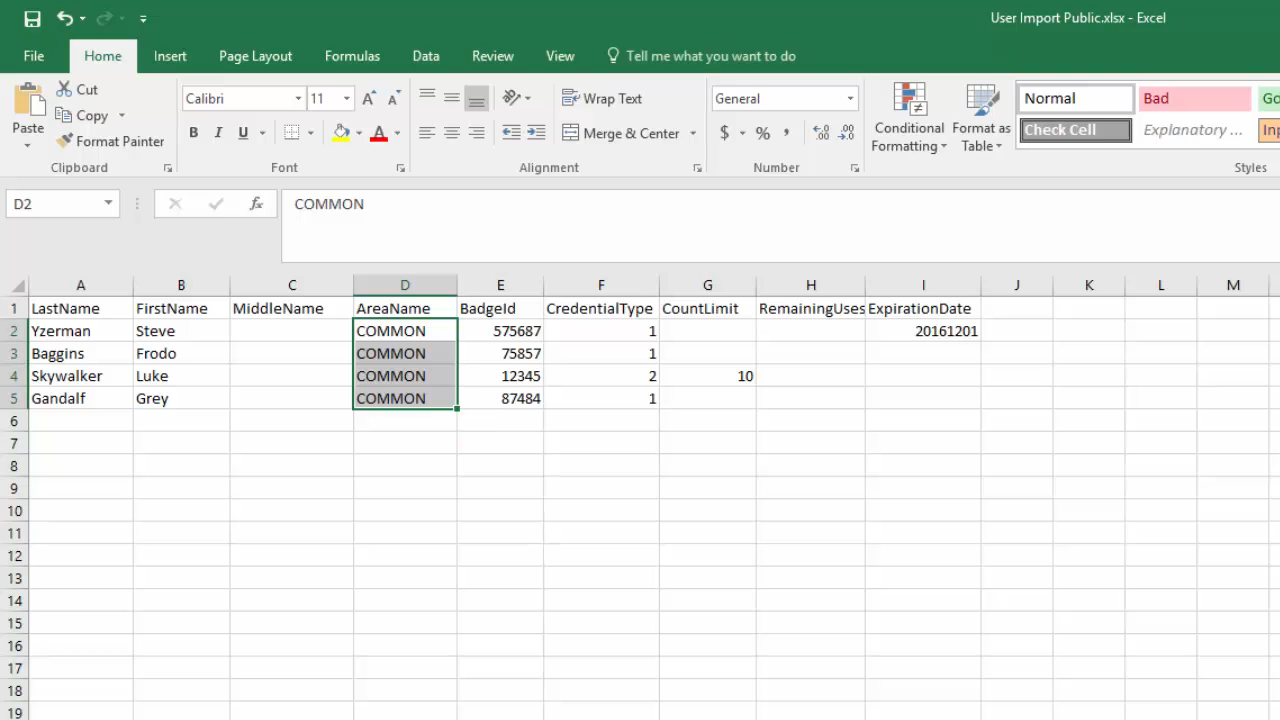 User Import Public.xlsx - Excel
File Home Insert Page Layout Formulas Data Review View Tell me what you want to do
Paste
Cut
Copy
Format Painter
Clipboard
Calibri 11
B I U
Font
Wrap Text
Merge & Center
Alignment
General
$ % ,
Number
Conditional Formatting
Format as Table
Normal Bad
Check Cell Explanatory ...
Styles
D2 fx COMMON
A B C D E F G H I J K L M
1 LastName FirstName MiddleName AreaName BadgeId CredentialType CountLimit RemainingUses ExpirationDate
2 Yzerman Steve COMMON 575687 1 20161201
3 Baggins Frodo COMMON 75857 1
4 Skywalker Luke COMMON 12345 2 10
5 Gandalf Grey COMMON 87484 1
6
7
8
9
10
11
12
13
14
15
16
17
18
19